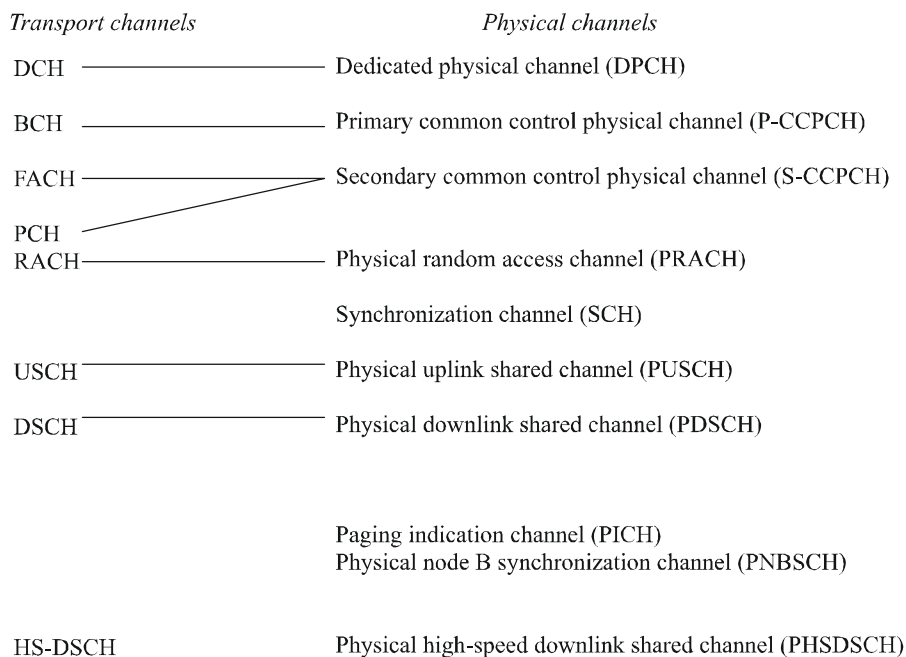 Transport channels Physical channels
DCH Dedicated physical channel (DPCH)
BCH Primary common control physical channel (P-CCPCH)
FACH Secondary common control physical channel (S-CCPCH)
PCH
RACH Physical random access channel (PRACH)
Synchronization channel (SCH)
USCH Physical uplink shared channel (PUSCH)
DSCH Physical downlink shared channel (PDSCH)
Paging indication channel (PICH)
Physical node B synchronization channel (PNBSCH)
HS-DSCH Physical high-speed downlink shared channel (PHSDSCH)